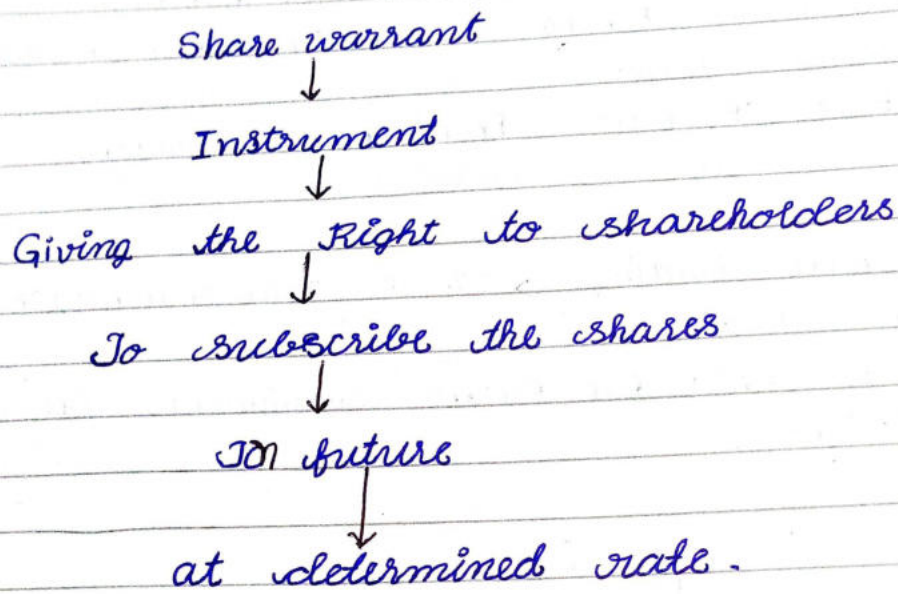 Share warrant
↓
Instrument
↓
Giving the Right to shareholders
↓
To subscribe the shares
↓
In future
↓
at determined rate.